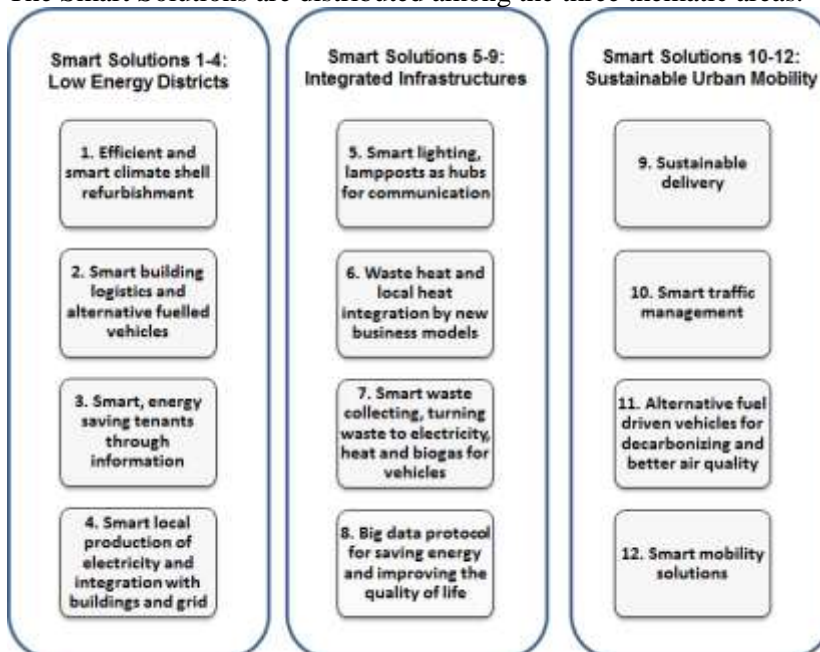 The Smart Solutions are distributed among the three thematic areas.
Smart Solutions 1-4:
Low Energy Districts
1. Efficient and
smart climate shell
refurbishment
2. Smart building
logistics and
alternative fuelled
vehicles
3. Smart, energy
saving tenants
through
information
4. Smart local
production of
electricity and
integration with
buildings and grid
Smart Solutions 5-9:
Integrated Infrastructures
5. Smart lighting,
lampposts as hubs
for communication
6. Waste heat and
local heat
integration by new
business models
7. Smart waste
collecting, turning
waste to electricity,
heat and biogas for
vehicles
8. Big data protocol
for saving energy
and improving the
quality of life
Smart Solutions 10-12:
Sustainable Urban Mobility
9. Sustainable
delivery
10. Smart traffic
management
11. Alternative fuel
driven vehicles for
decarbonizing and
better air quality
12. Smart mobility
solutions